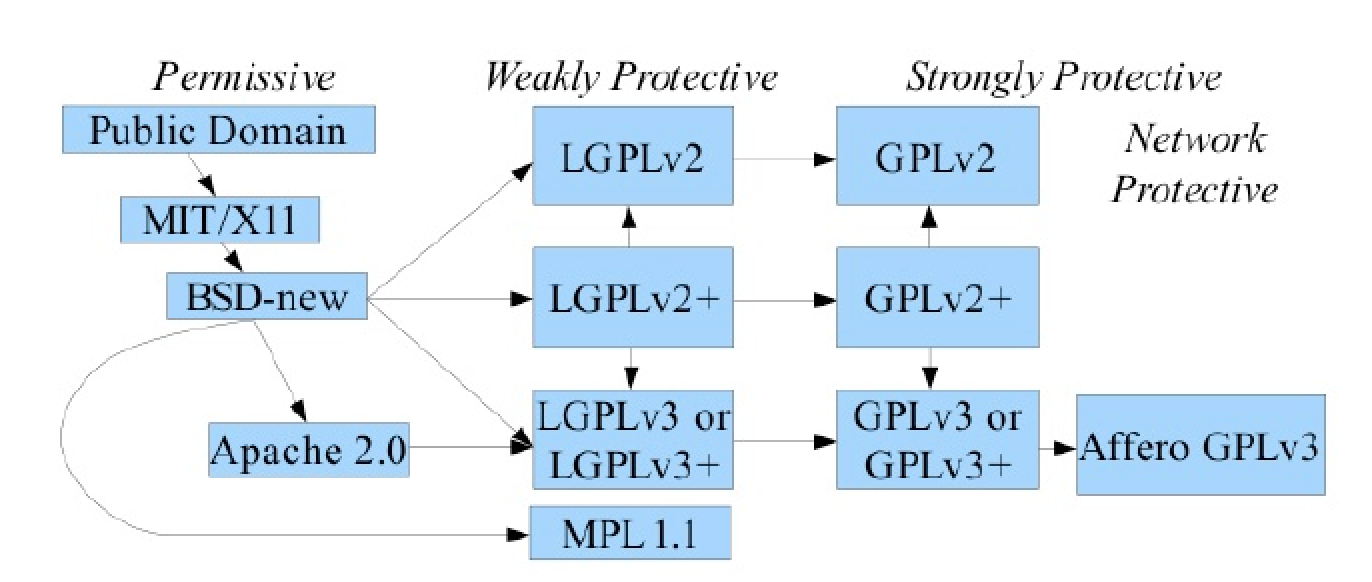 Permissive
Weakly Protective
Strongly Protective
Public Domain
LGPLv2
GPLv2
Network
Protective
MIT/X11
BSD-new
LGPLv2+
GPLv2+
LGPLv3 or
LGPLv3+
GPLv3 or
GPLv3+
Affero GPLv3
Apache 2.0
MPL 1.1